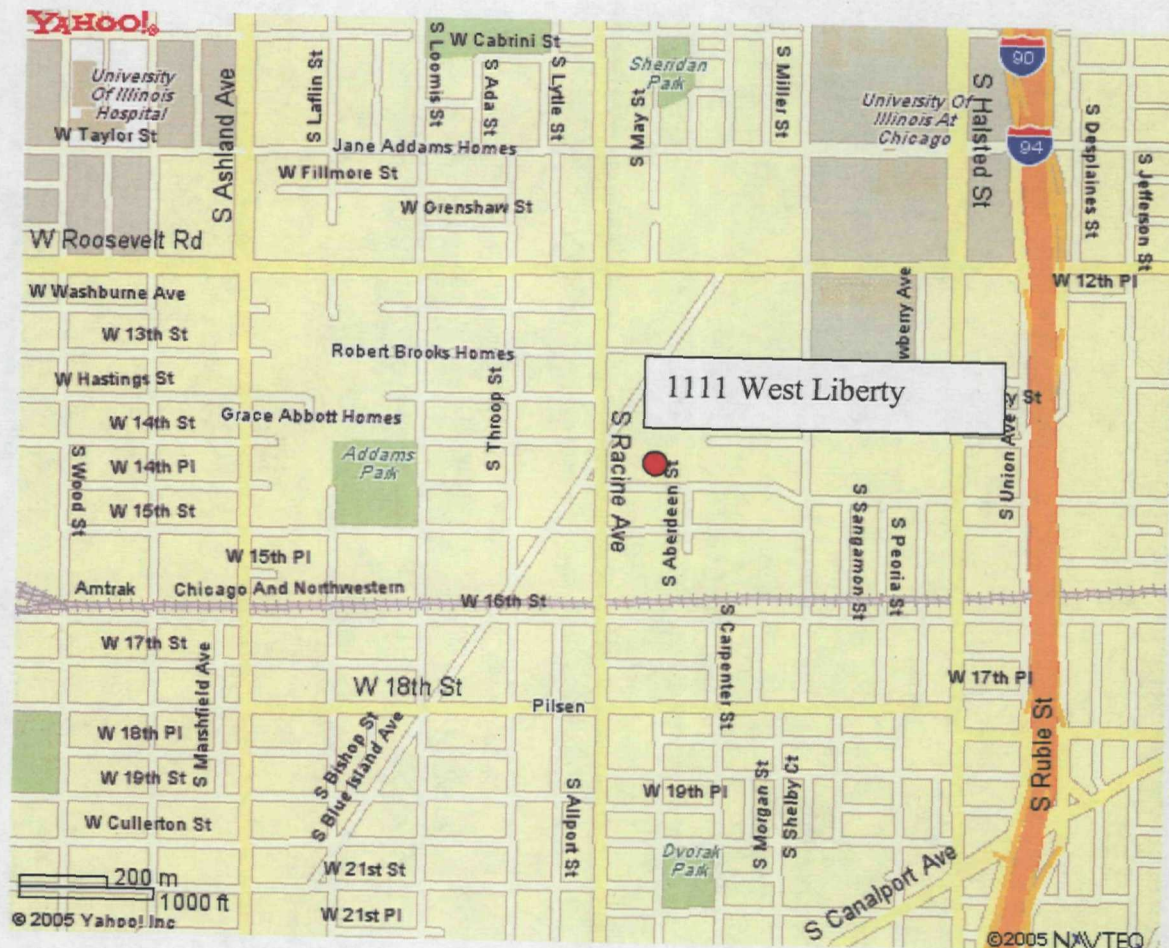 YAHOO!®
W Cabrini St
University
Of Illinois
Hospital
S Ashland Ave
S Laflin St
S Loomis St
S Ada St
S Lytle St
Sheridan
Park
S May St
S Miller St
University Of
Illinois At
Chicago
S Halsted St
90
94
S Desplaines St
S Jefferson St
W Taylor St
Jane Addams Homes
W Fillmore St
W Grenshaw St
W Roosevelt Rd
W 12th Pl
W Washburne Ave
wberry Ave
W 13th St
Robert Brooks Homes
W Hastings St
1111 West Liberty
y St
W 14th St
Grace Abbott Homes
S Throop St
S Racine Ave
S Union Ave
S Wood St
W 14th Pl
Addams
Park
S Aberdeen St
W 15th St
S Sangamon St
S Peoria St
W 15th Pl
Amtrak
Chicago And Northwestern
W 16th St
W 17th St
S Marshfield Ave
S Carpenter St
W 17th Pl
W 18th St
Pilsen
W 18th Pl
S Bishop St
S Blue Island Ave
S Ruble St
W 19th St
S Allport St
W 19th Pl
S Morgan St
S Shelby Ct
W Cullerton St
Dvorak
Park
S Canalport Ave
W 21st St
200 m
1000 ft
W 21st Pl
© 2005 Yahoo! Inc
©2005 NAVTEQ